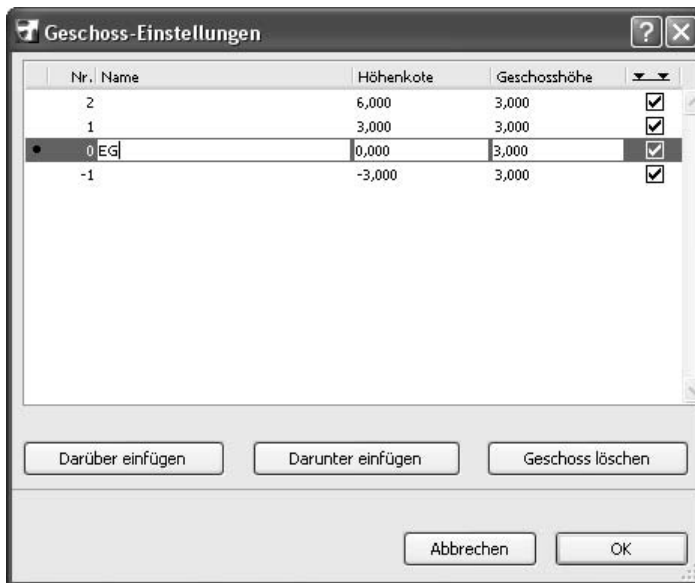 Geschoss-Einstellungen
Nr. Name Höhenkote Geschosshöhe
2 6,000 3,000
1 3,000 3,000
0 EG 0,000 3,000
-1 -3,000 3,000
Darüber einfügen Darunter einfügen Geschoss löschen
Abbrechen OK